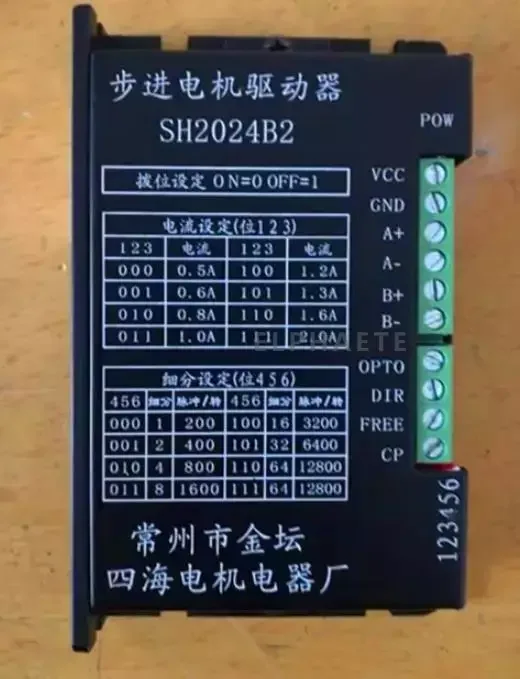 步进电机驱动器
SH2024B2
POW
拨位设定 ON=0 OFF=1
电流设定(位123)
123 电流 123 电流
000 0.5A 100 1.2A
001 0.6A 101 1.3A
010 0.8A 110 1.6A
011 1.0A 2.0A
ELPHAETE
细分设定(位456)
456 细分 脉冲/转 456 细分 脉冲/转
000 1 200 100 16 3200
001 2 400 101 32 6400
010 4 800 110 64 12800
011 8 1600 111 64 12800
VCC
GND
A+
A-
B+
B-
OPTO
DIR
FREE
CP
123456
常州市金坛
四海电机电器厂